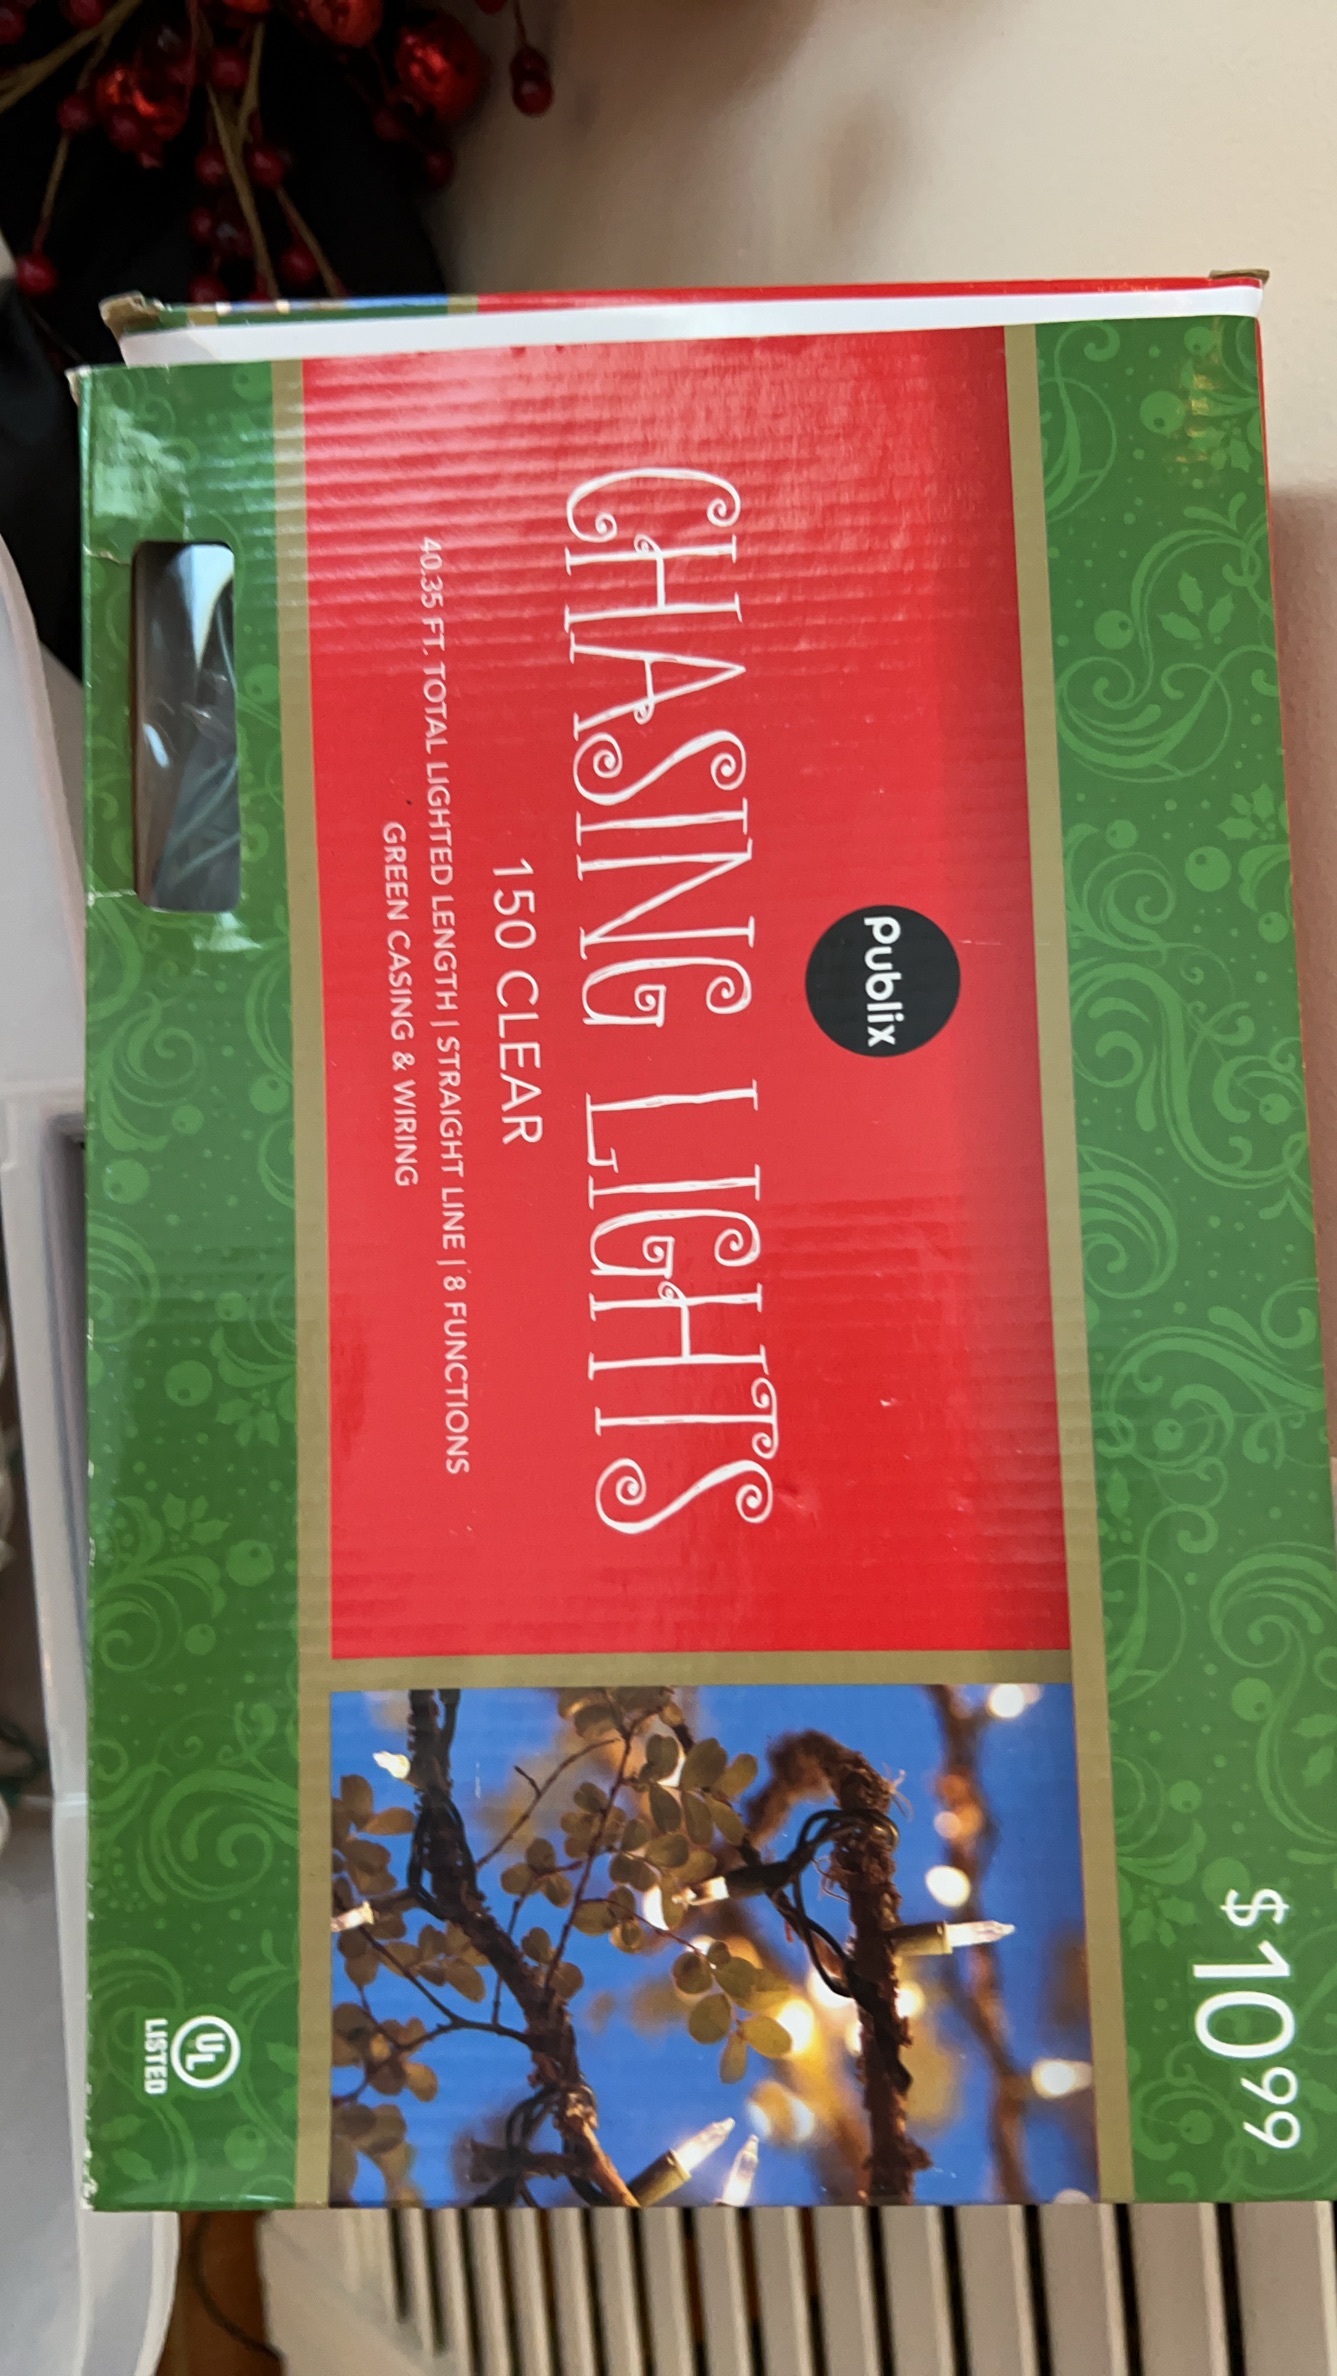 $10.99
Publix
CHASING LIGHTS
150 CLEAR
40.35 FT. TOTAL LIGHTED LENGTH | STRAIGHT LINE | 8 FUNCTIONS
GREEN CASING & WIRING
UL
LISTED